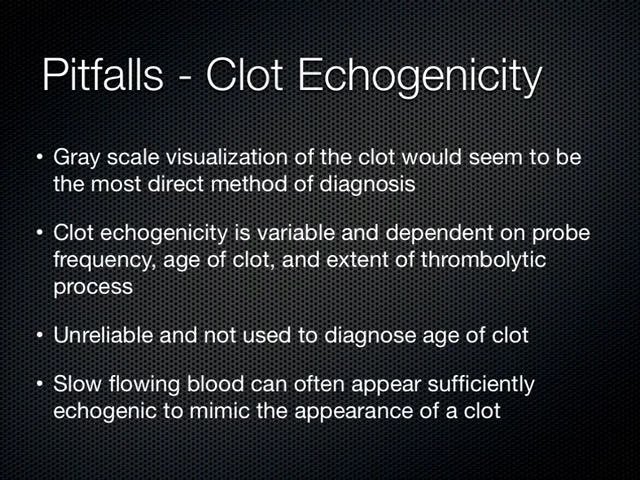 Pitfalls - Clot Echogenicity
• Gray scale visualization of the clot would seem to be
the most direct method of diagnosis
• Clot echogenicity is variable and dependent on probe
frequency, age of clot, and extent of thrombolytic
process
• Unreliable and not used to diagnose age of clot
• Slow flowing blood can often appear sufficiently
echogenic to mimic the appearance of a clot